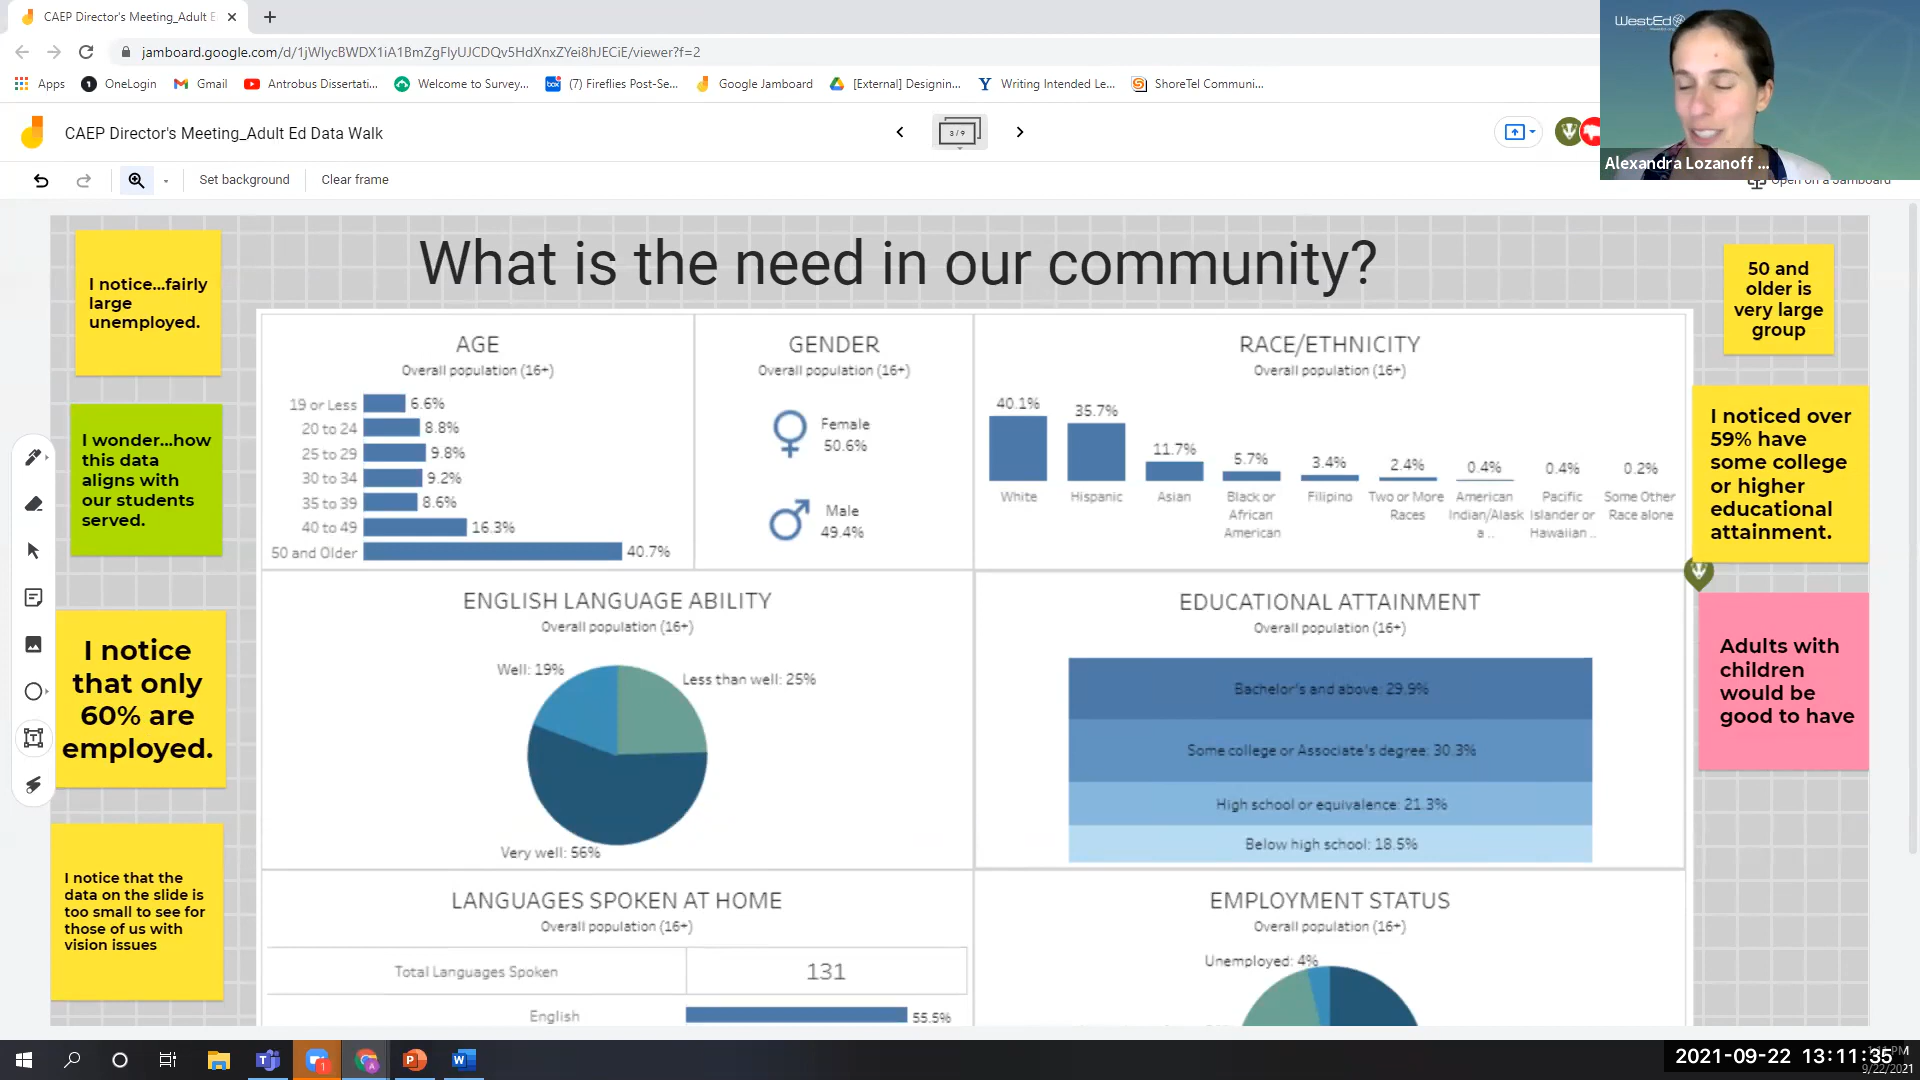 CAEP Director's Meeting_Adult E
jamboard.google.com/d/1jWlycBWDX1iA1BmZgFlyUJCDQv5HdXnxZYei8hJECiE/viewer?f=2
Apps
OneLogin
Gmail
Antrobus Dissertati...
Welcome to Survey...
(7) Fireflies Post-Se...
Google Jamboard
[External] Designin...
Writing Intended Le...
ShoreTel Communi...
WestEd
Alexandra Lozanoff ...
CAEP Director's Meeting_Adult Ed Data Walk
3 / 9
Set background
Clear frame
Open on a Jamboard
What is the need in our community?
I notice...fairly
large
unemployed.
I wonder...how
this data
aligns with
our students
served.
I notice
that only
60% are
employed.
I notice that the
data on the slide is
too small to see for
those of us with
vision issues
AGE
Overall population (16+)
19 or Less 6.6%
20 to 24 8.8%
25 to 29 9.8%
30 to 34 9.2%
35 to 39 8.6%
40 to 49 16.3%
50 and Older 40.7%
GENDER
Overall population (16+)
Female
50.6%
Male
49.4%
RACE/ETHNICITY
Overall population (16+)
40.1% 35.7% 11.7% 5.7% 3.4% 2.4% 0.4% 0.4% 0.2%
White Hispanic Asian Black or Filipino Two or More American Pacific Some Other
African Races Indian/Alask Islander or Race alone
American a .. Hawaiian ..
ENGLISH LANGUAGE ABILITY
Overall population (16+)
Well: 19%
Less than well: 25%
Very well: 56%
EDUCATIONAL ATTAINMENT
Overall population (16+)
Bachelor's and above: 29.9%
Some college or Associate's degree: 30.3%
High school or equivalence: 21.3%
Below high school: 18.5%
LANGUAGES SPOKEN AT HOME
Overall population (16+)
Total Languages Spoken 131
English 55.5%
EMPLOYMENT STATUS
Overall population (16+)
Unemployed: 4%
50 and
older is
very large
group
I noticed over
59% have
some college
or higher
educational
attainment.
Adults with
children
would be
good to have
2021-09-22 13:11:35
9/22/2021